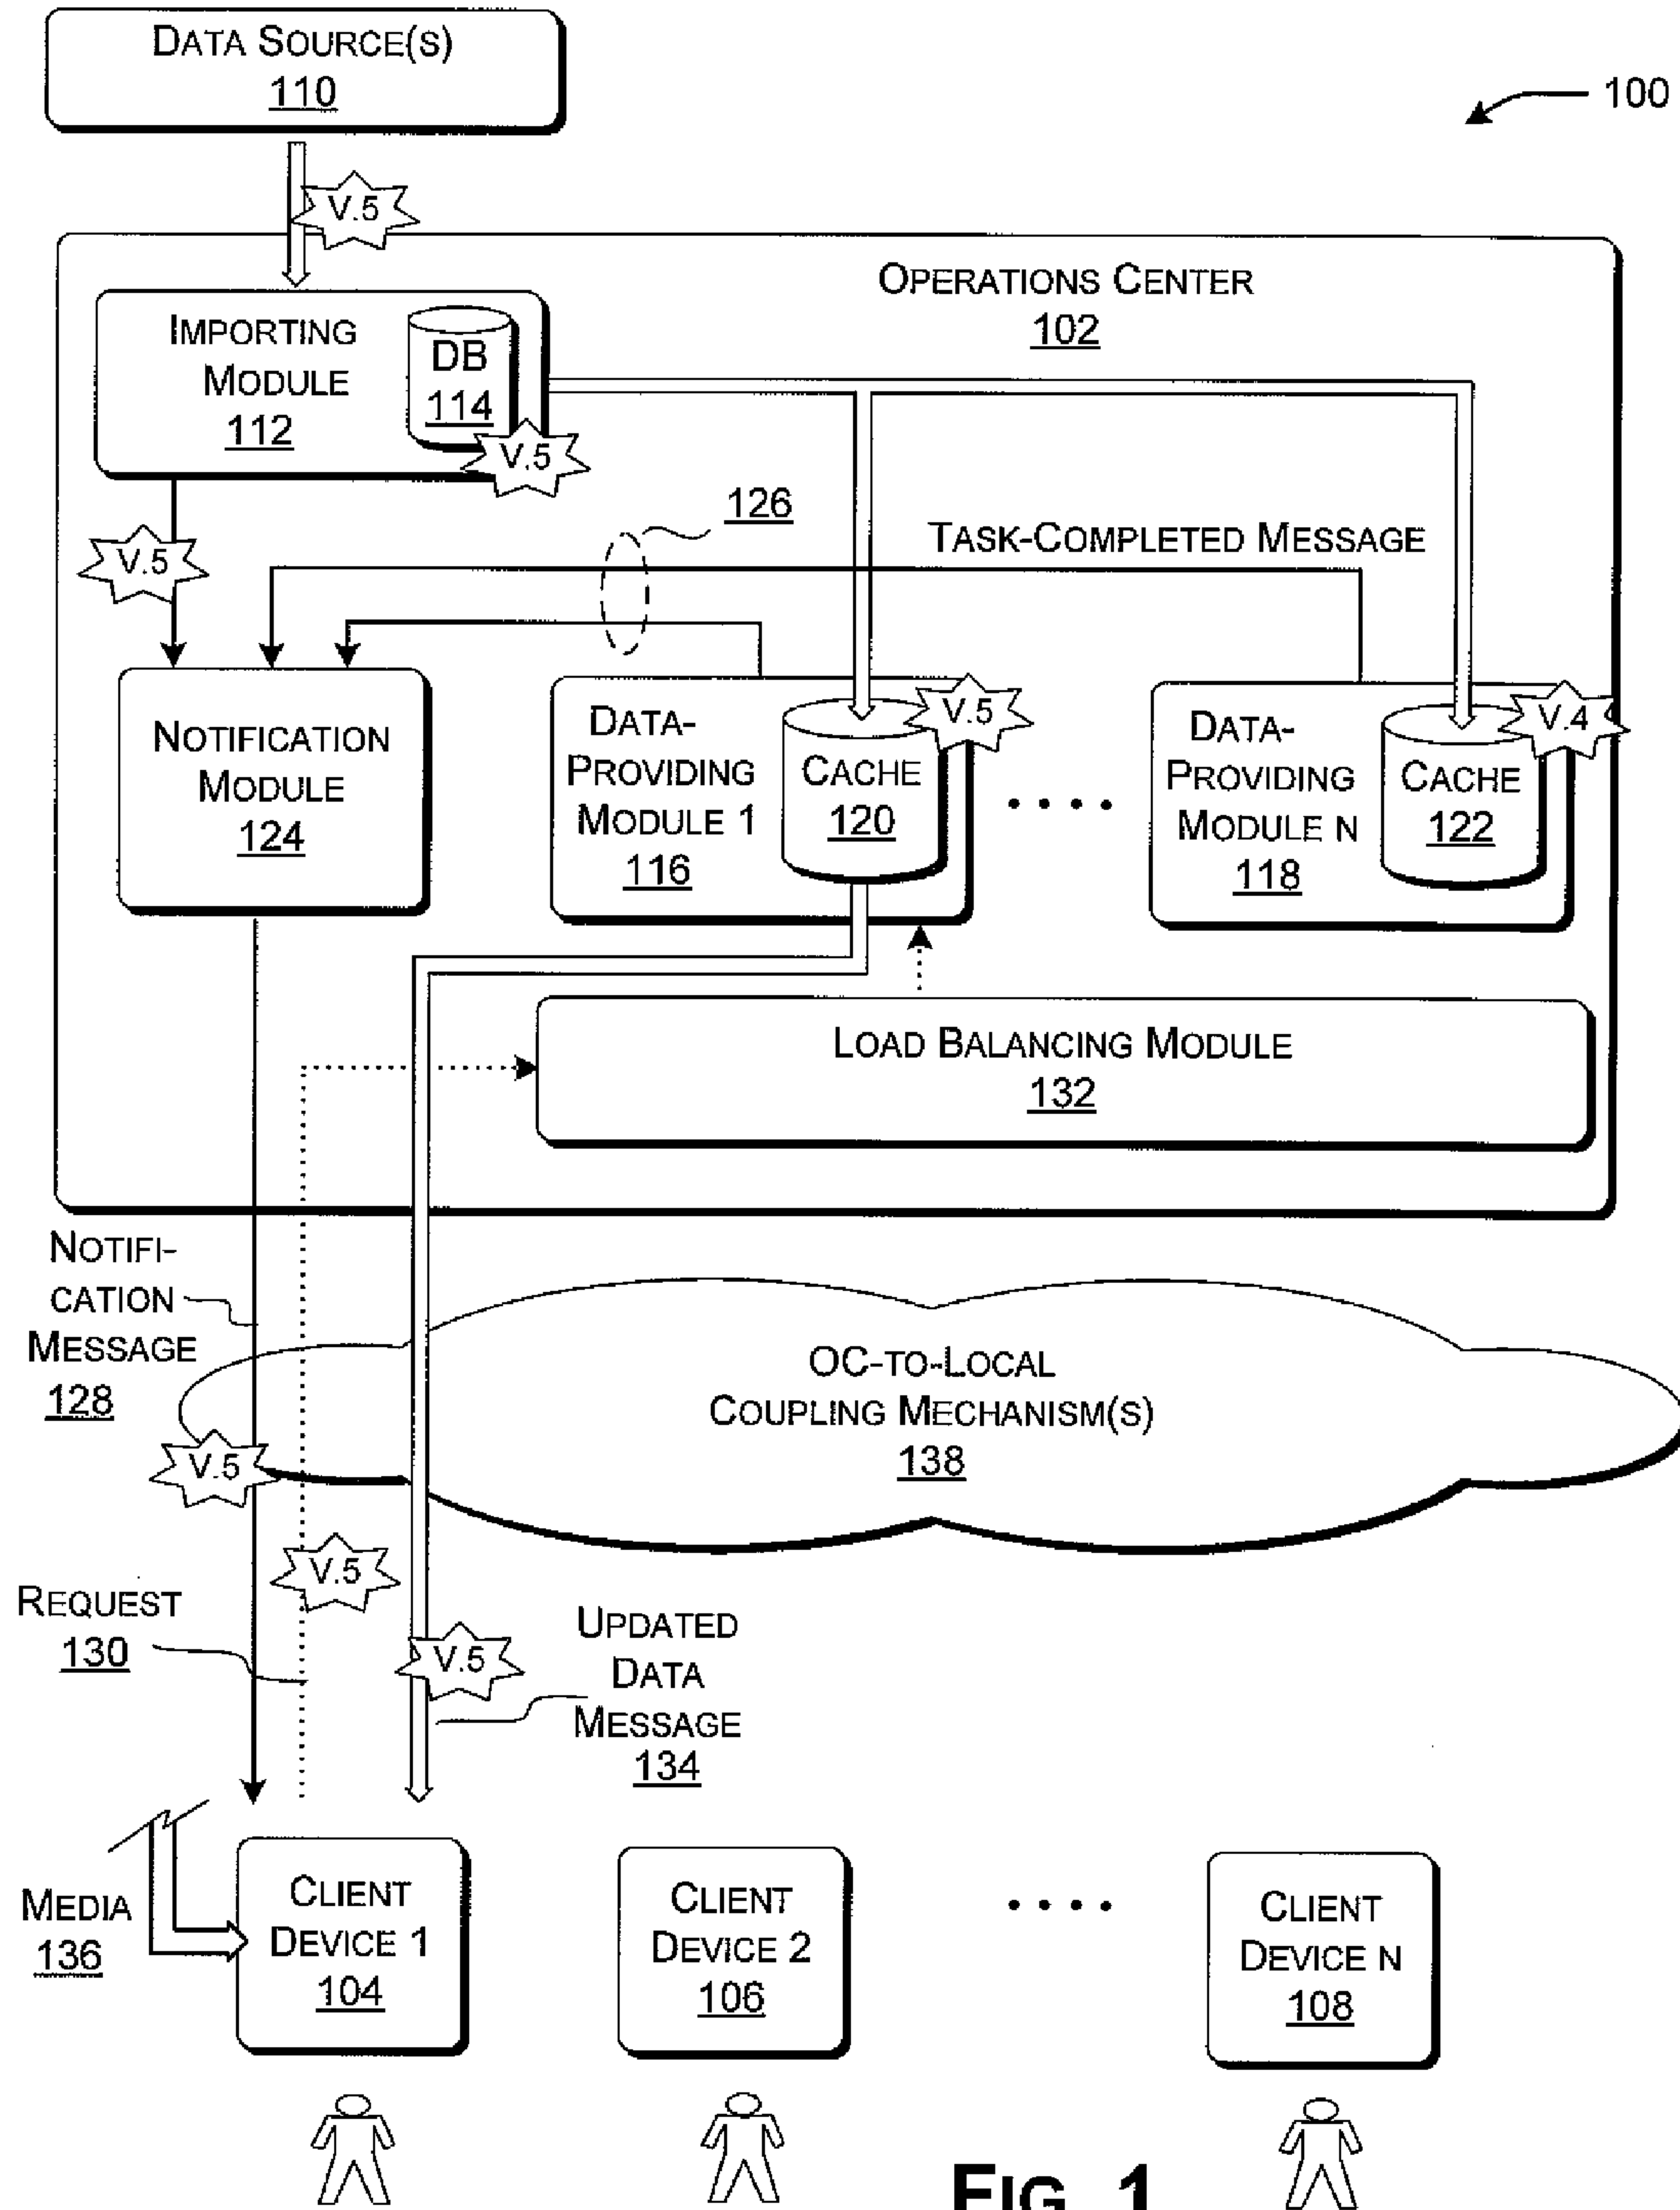 DATA SOURCE(S)
110
100
V.5
OPERATIONS CENTER
102
IMPORTING
MODULE
112
DB
114
V.5
126
TASK-COMPLETED MESSAGE
V.5
NOTIFICATION
MODULE
124
DATA-
PROVIDING
MODULE 1
116
CACHE
120
V.5
DATA-
PROVIDING
MODULE N
118
CACHE
122
V.4
LOAD BALANCING MODULE
132
NOTIFI-
CATION
MESSAGE
128
OC-TO-LOCAL
COUPLING MECHANISM(S)
138
V.5
V.5
REQUEST
130
V.5
UPDATED
DATA
MESSAGE
134
MEDIA
136
CLIENT
DEVICE 1
104
CLIENT
DEVICE 2
106
CLIENT
DEVICE N
108
FIG. 1